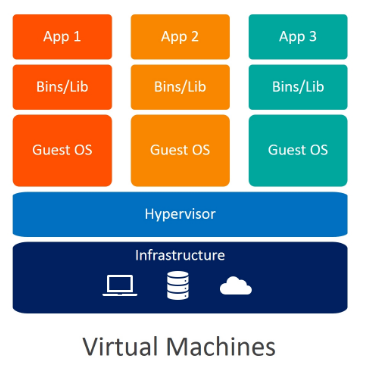 App 1 App 2 App 3
Bins/Lib Bins/Lib Bins/Lib
Guest OS Guest OS Guest OS
Hypervisor
Infrastructure
Virtual Machines